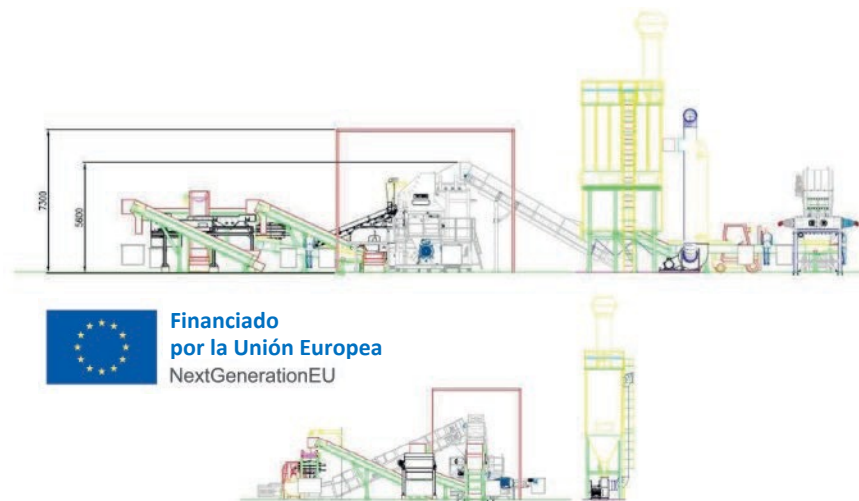 7300
5600
Financiado
por la Unión Europea
NextGenerationEU